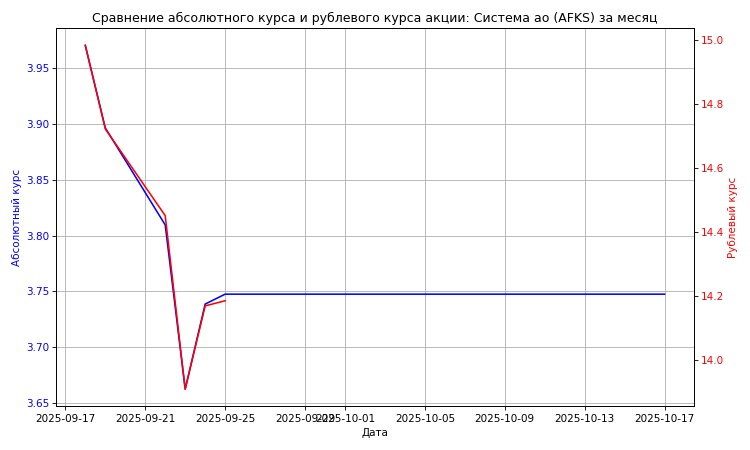 Сравнение абсолютного курса и рублевого курса акции: Система ао (AFKS) за месяц
Абсолютный курс
3.95
3.90
3.85
3.80
3.75
3.70
3.65
15.0
14.8
14.6
14.4
14.2
14.0
Рублевый курс
2025-09-17 2025-09-21 2025-09-25 2025-09-29 2025-10-01 2025-10-05 2025-10-09 2025-10-13 2025-10-17
Дата